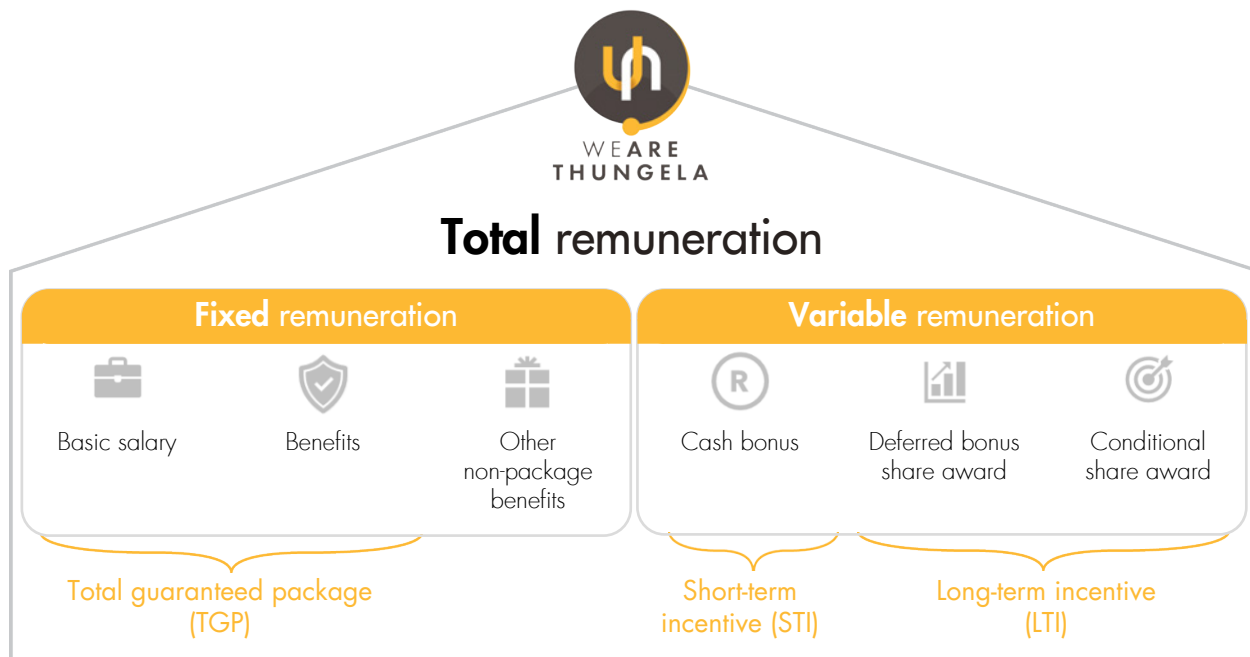 WE ARE
THUNGELA
Total remuneration
Fixed remuneration
Variable remuneration
Basic salary
Benefits
Other
non-package
benefits
R
Cash bonus
Deferred bonus
share award
Conditional
share award
Total guaranteed package
(TGP)
Short-term
incentive (STI)
Long-term incentive
(LTI)